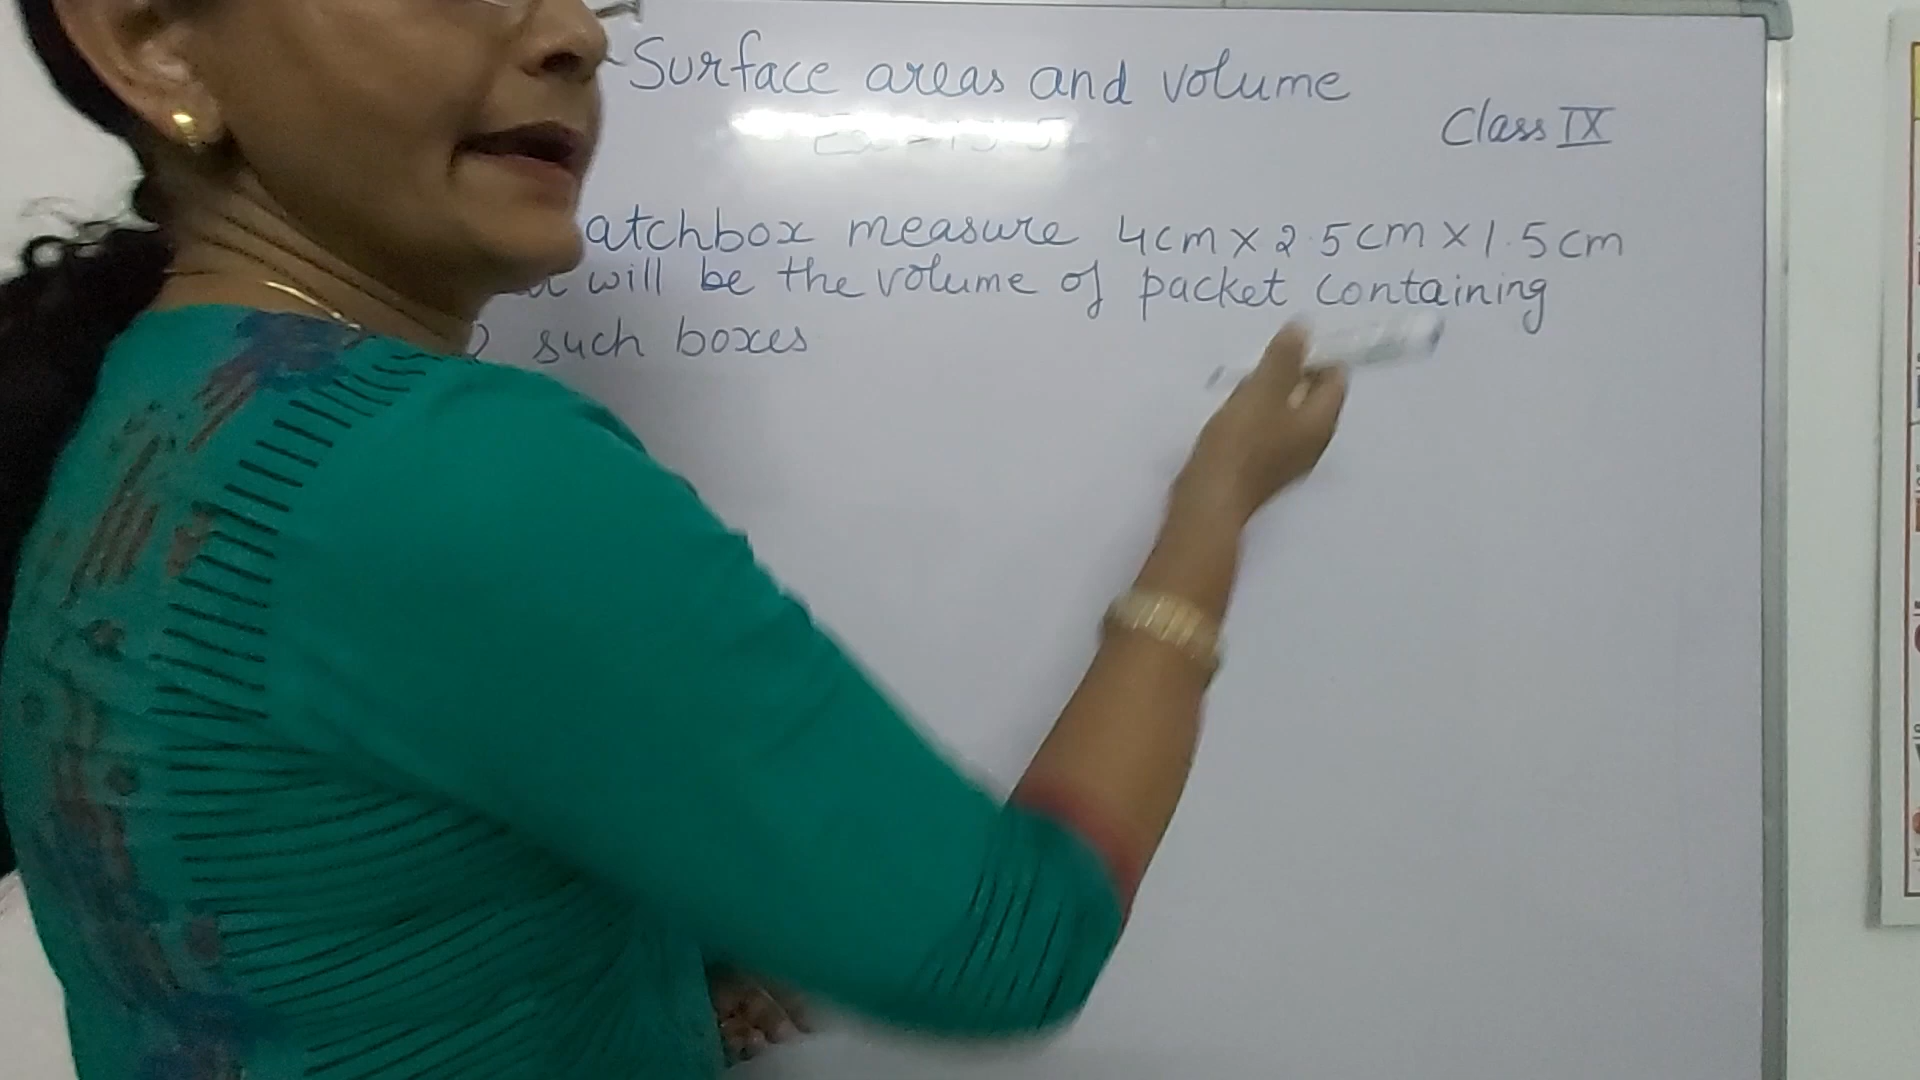 Surface areas and volume
Class IX
atchbox measure 4cm x 2.5cm x 1.5cm
will be the volume of packet containing
2 such boxes